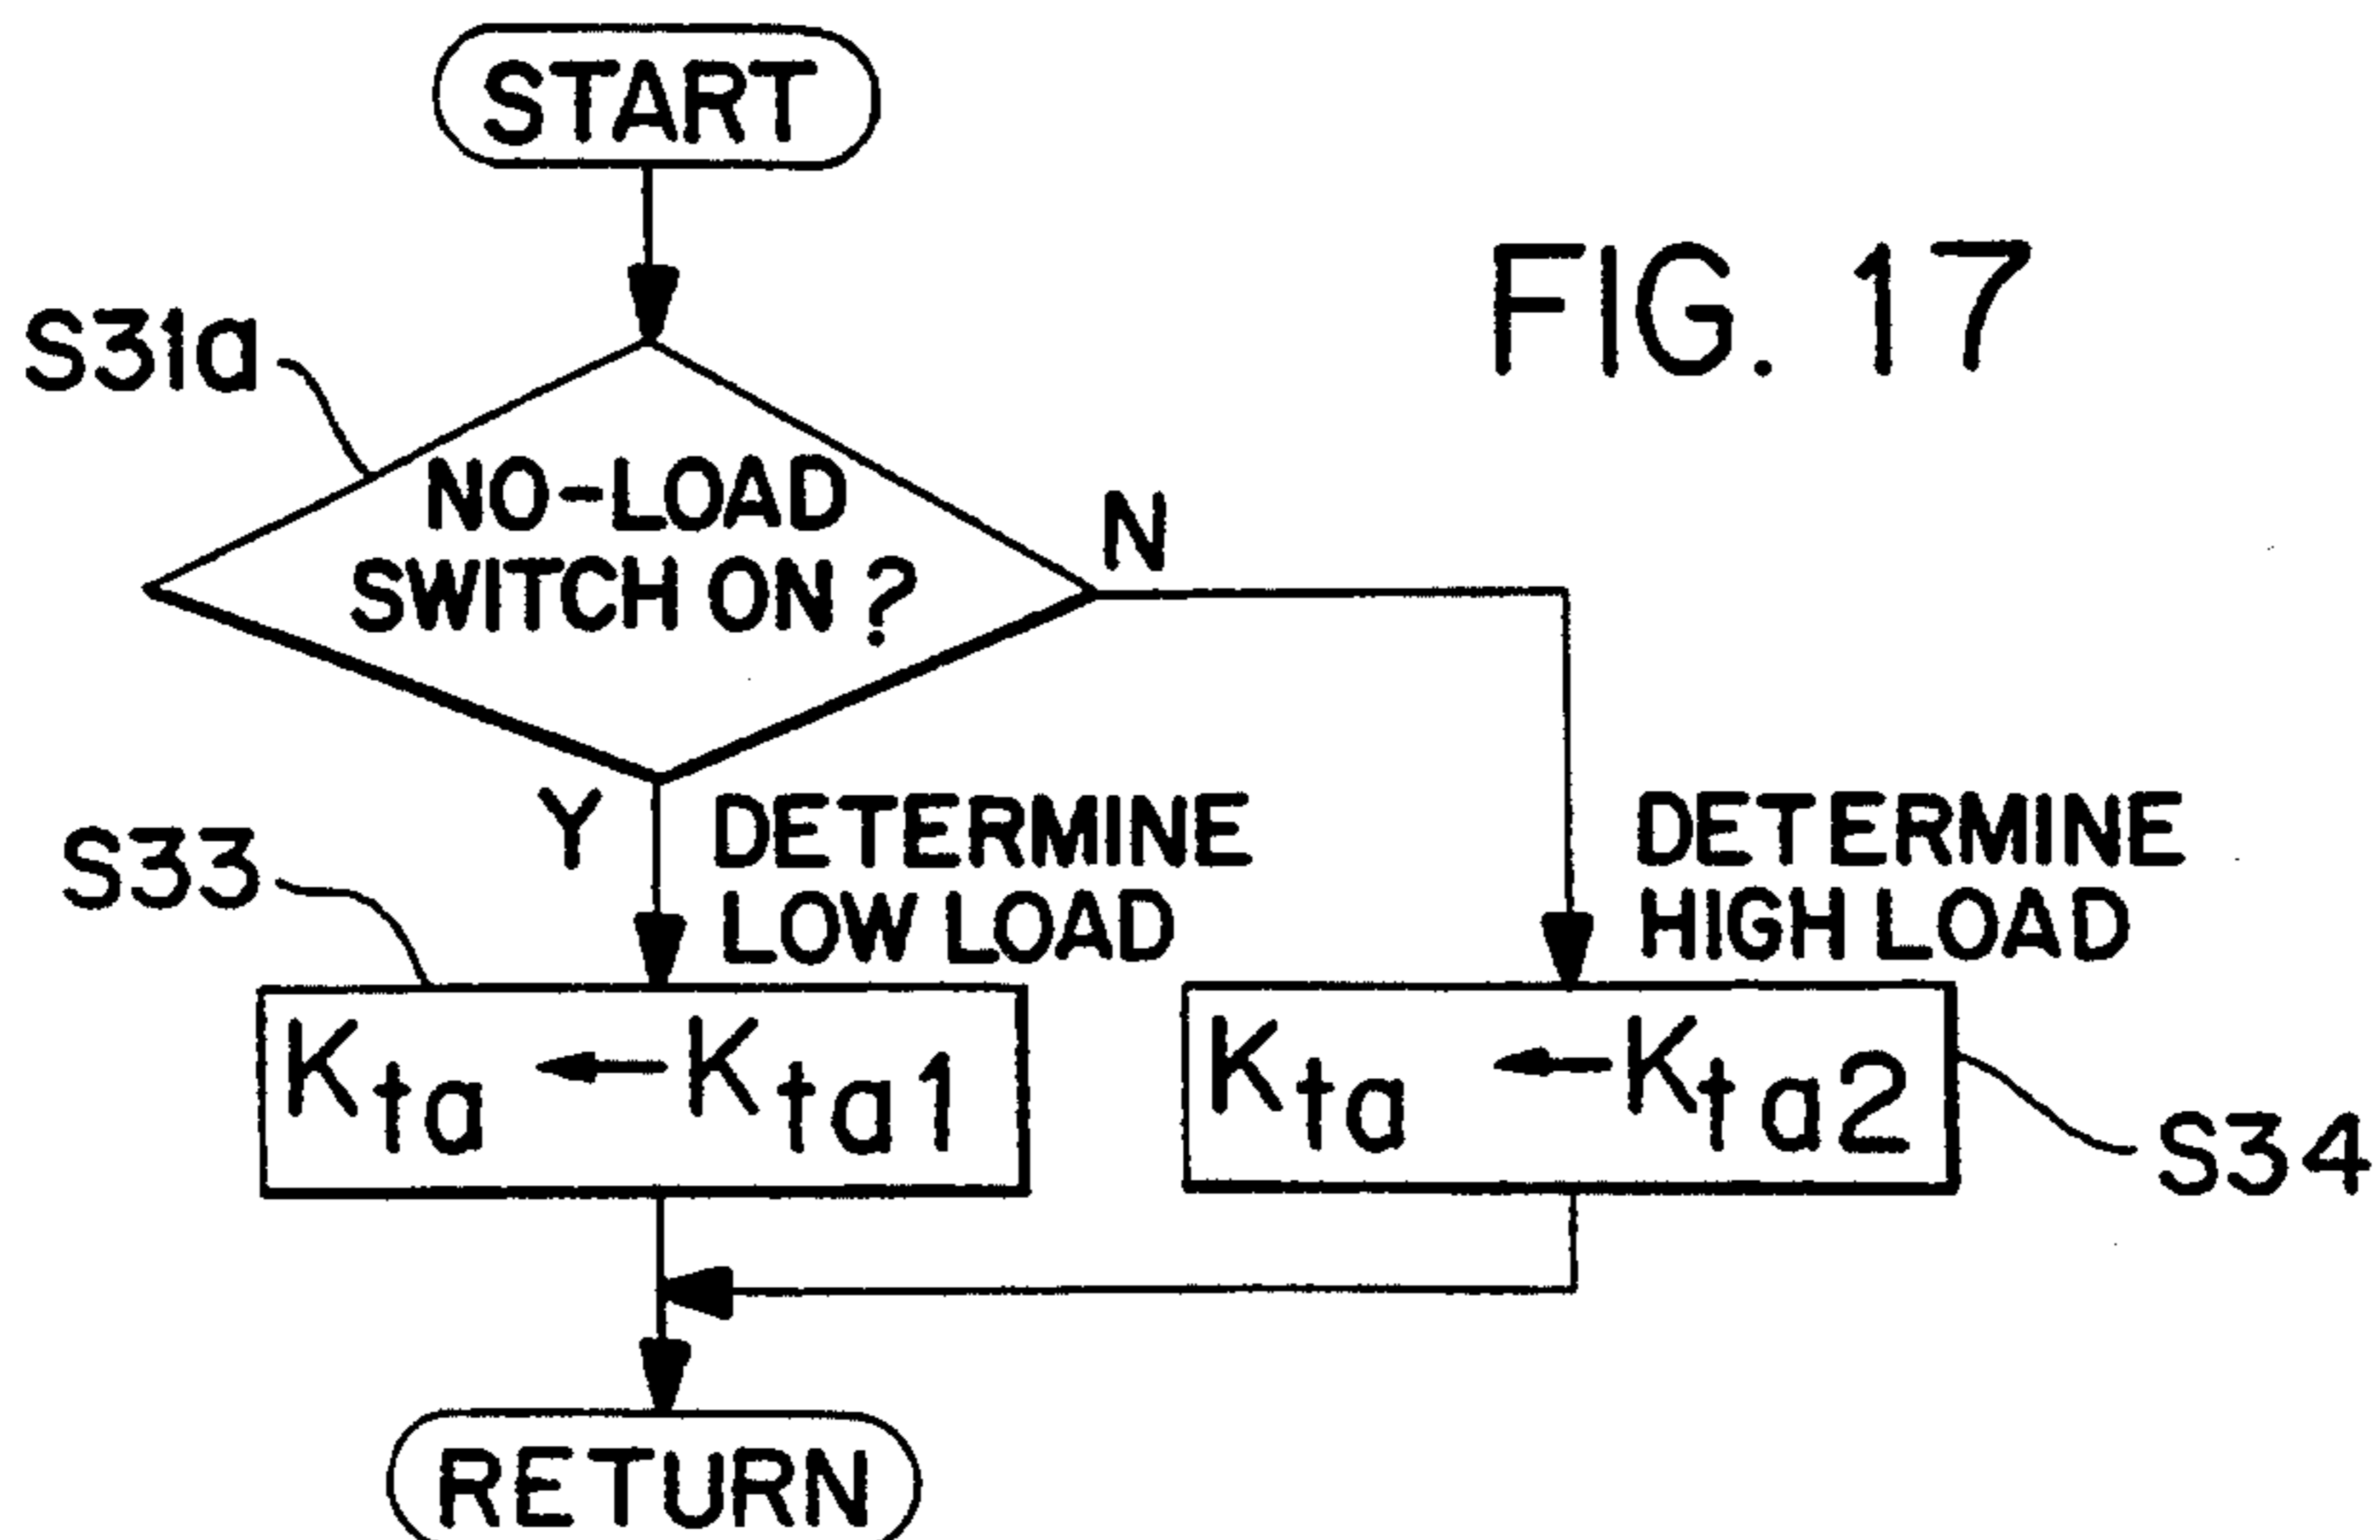 START
FIG. 17
S31a
NO-LOAD
SWITCH ON ?
N
Y
DETERMINE
LOW LOAD
DETERMINE
HIGH LOAD
S33
Kta ← Kta1
Kta ← Kta2
S34
RETURN